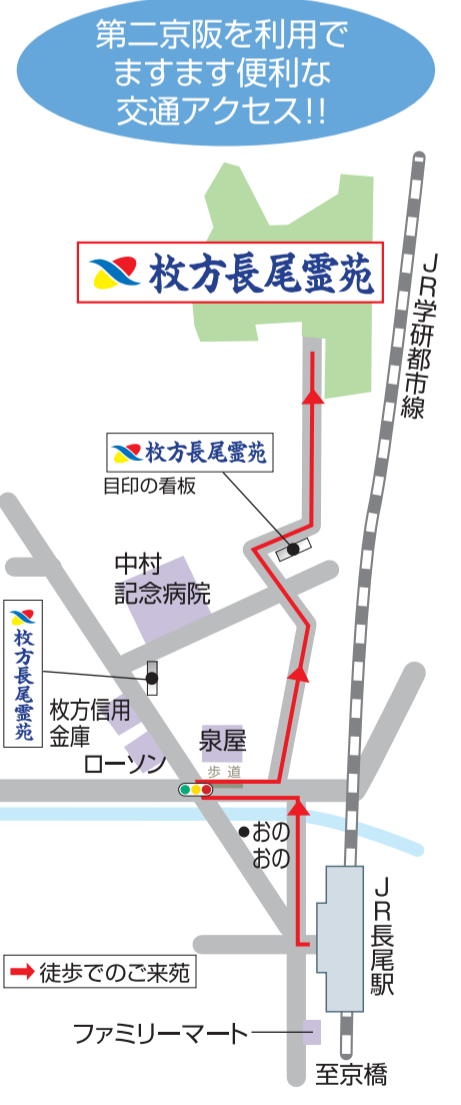 第二京阪を利用で
ますます便利な
交通アクセス!!
枚方長尾霊苑
JR学研都市線
枚方長尾霊苑
目印の看板
中村
記念病院
枚方長尾霊苑
枚方信用
金庫
泉屋
ローソン
歩道
●おの
おの
JR長尾駅
➡徒歩でのご来苑
ファミリーマート
至京橋